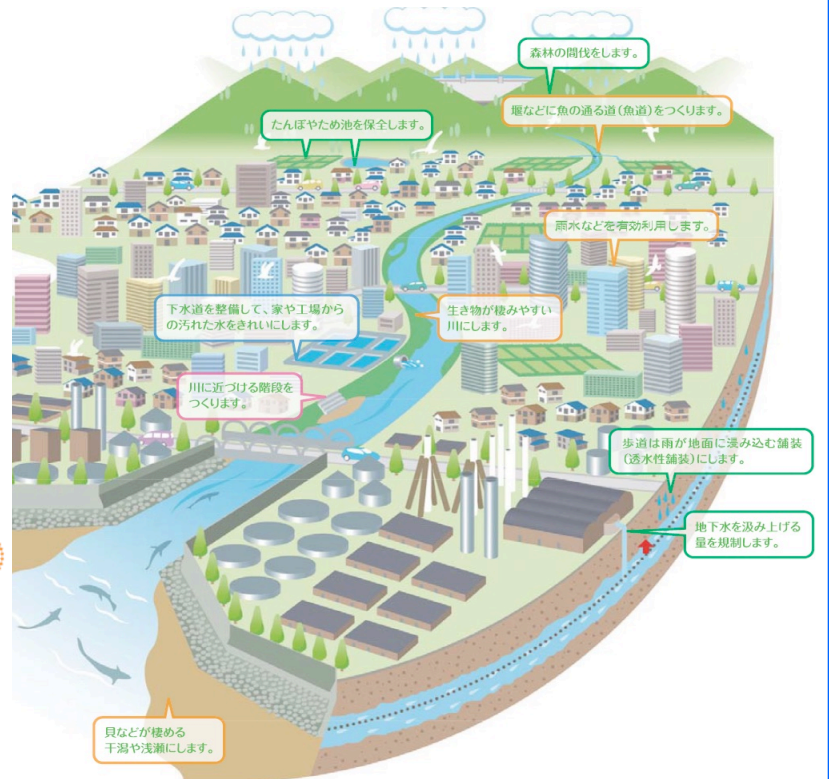 森林の間伐をします。
堰などに魚の通る道(魚道)をつくります。
たんぼやため池を保全します。
雨水などを有効利用します。
下水道を整備して、家や工場から
の汚れた水をきれいにします。
生き物が棲みやすい
川にします。
川に近づける階段を
つくります。
歩道は雨が地面に浸み込む舗装
(透水性舗装)にします。
地下水を汲み上げる
量を規制します。
貝などが棲める
干潟や浅瀬にします。